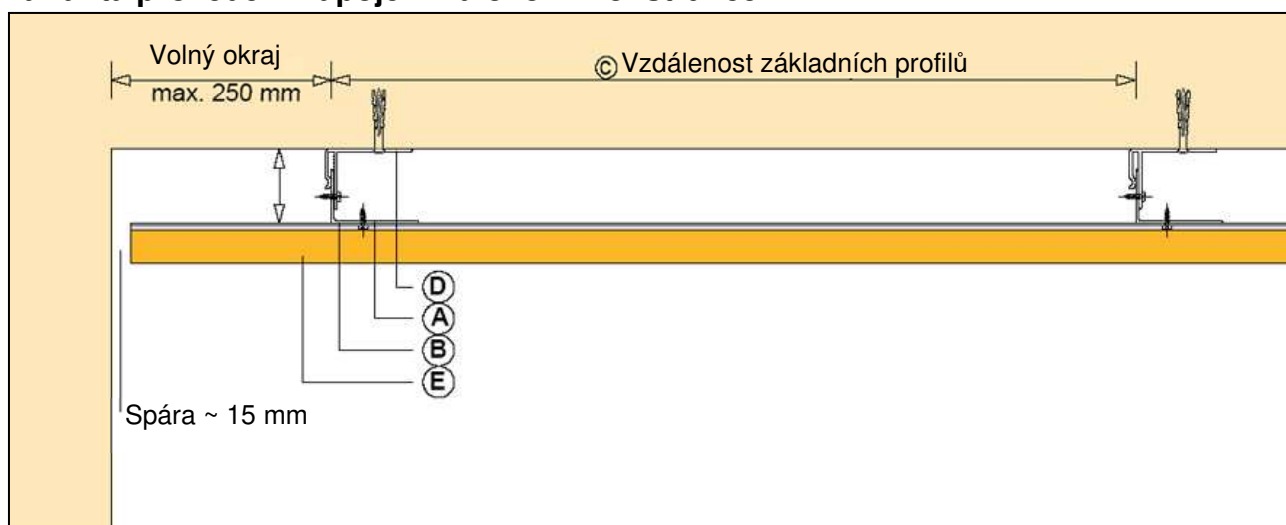 Volný okraj
max. 250 mm
Ⓒ Vzdálenost základních profilů
Ⓓ
Ⓐ
Ⓑ
Ⓔ
Spára ~ 15 mm